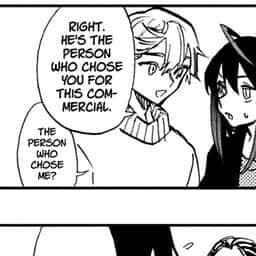 RIGHT.
HE'S THE
PERSON
WHO CHOSE
YOU FOR
THIS COM-
MERCIAL.
THE
PERSON
WHO
CHOSE
ME?